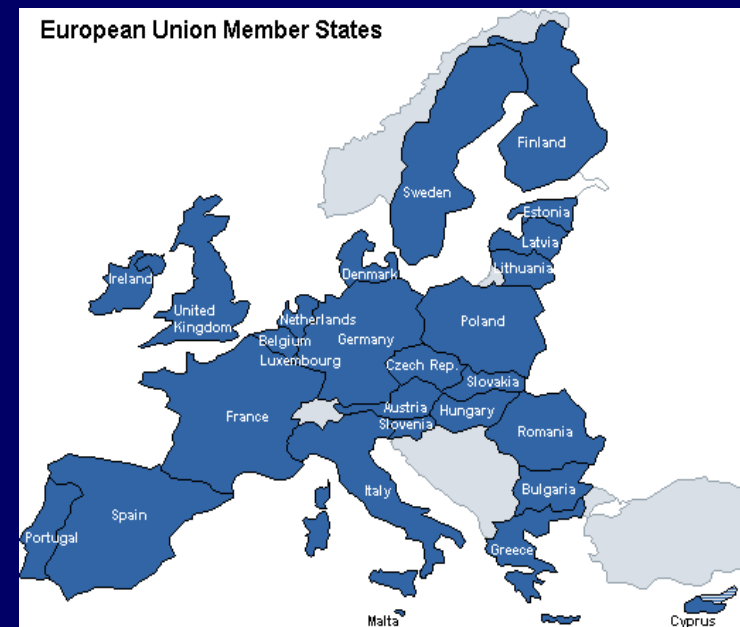 European Union Member States
Finland
Sweden
Estonia
Latvia
Lithuania
Denmark
Ireland
United
Kingdom
Netherlands
Belgium
Germany
Luxembourg
Poland
Czech Rep.
Slovakia
France
Austria
Hungary
Slovenia
Romania
Italy
Bulgaria
Spain
Portugal
Greece
Malta
Cyprus